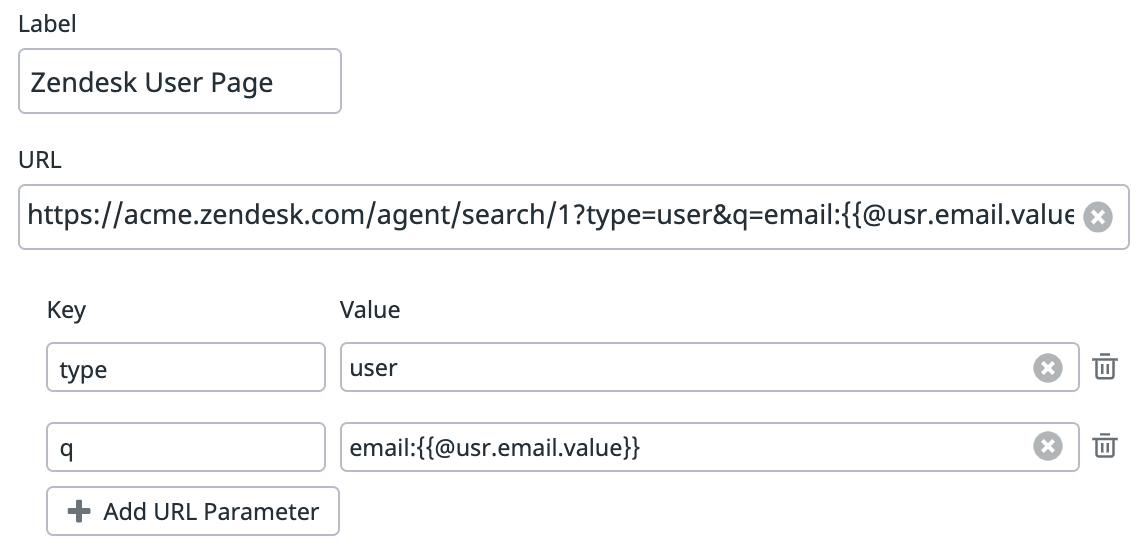 Label
Zendesk User Page
URL
https://acme.zendesk.com/agent/search/1?type=user&q=email:{{@usr.email.value
Key Value
type user
q email:{{@usr.email.value}}
Add URL Parameter